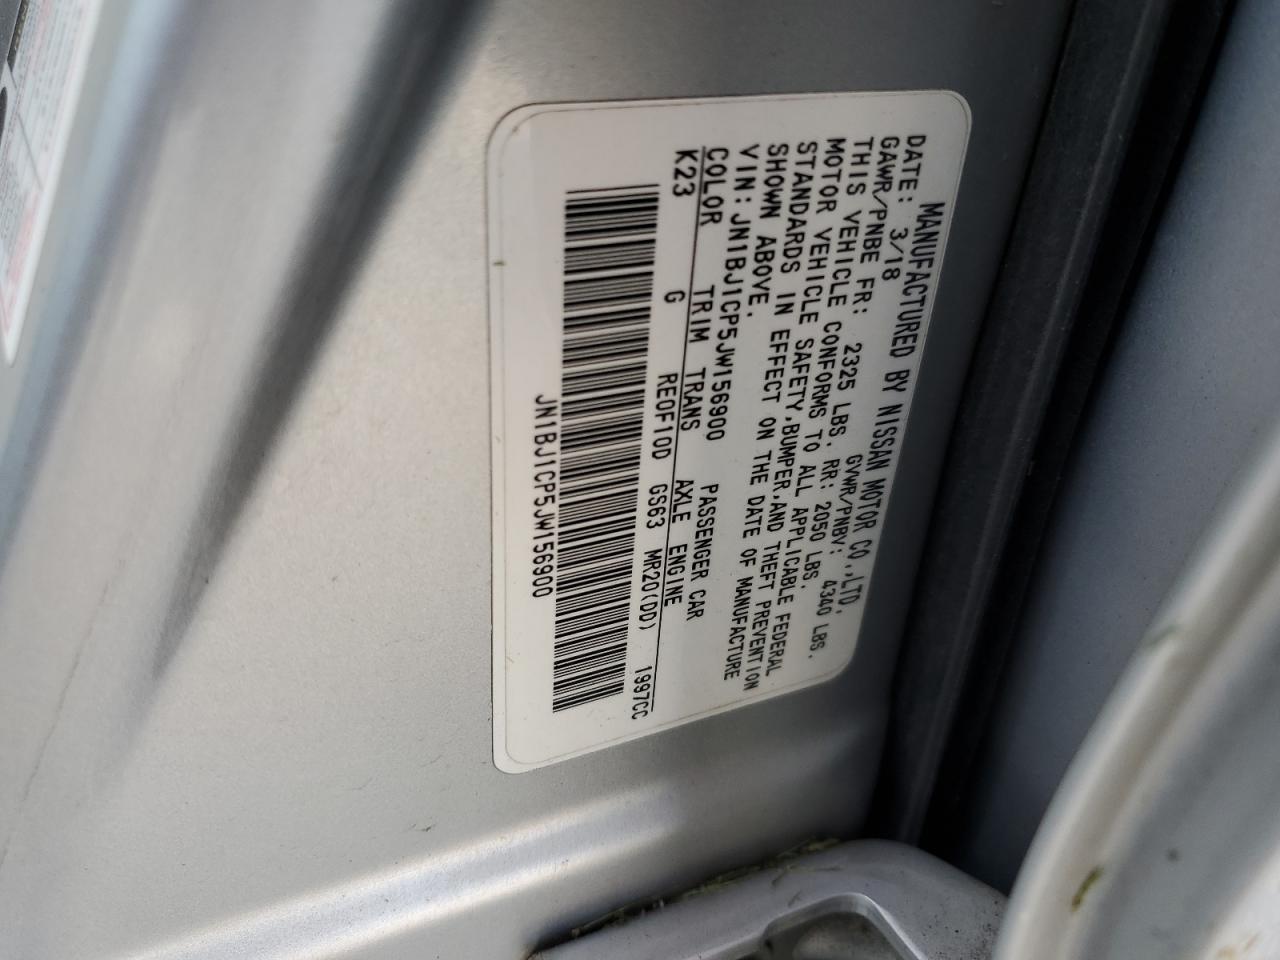 MANUFACTURED BY NISSAN MOTOR CO.,LTD.
DATE: 3/18 GVWR/PNBV: 4340 LBS.
GAWR/PNBE FR: 2325 LBS. RR: 2050 LBS.
THIS VEHICLE CONFORMS TO ALL APPLICABLE FEDERAL
MOTOR VEHICLE SAFETY,BUMPER,AND THEFT PREVENTION
STANDARDS IN EFFECT ON THE DATE OF MANUFACTURE
SHOWN ABOVE.
VIN:JN1BJ1CP5JW156900 PASSENGER CAR
COLOR TRIM TRANS AXLE ENGINE
K23 G RE0F10D GS63 MR20(DD) 1997CC
JN1BJ1CP5JW156900